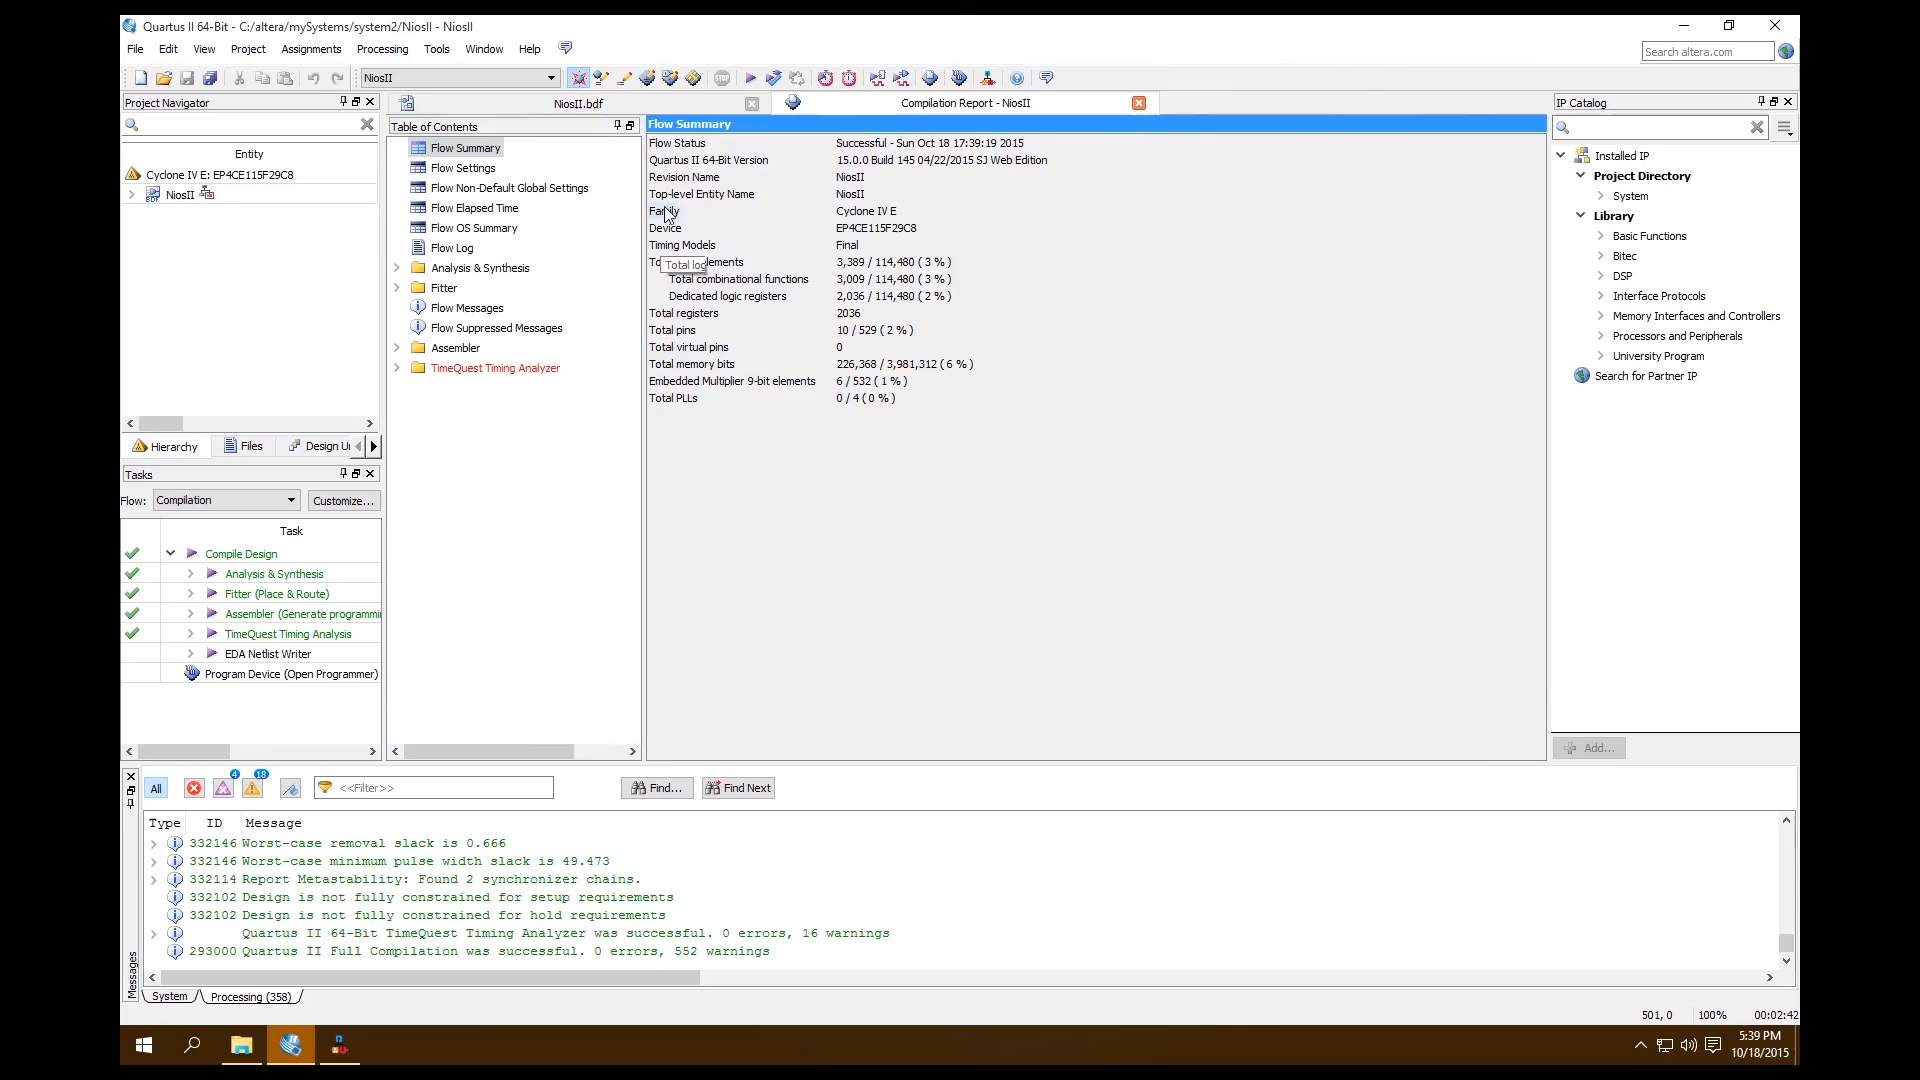 Quartus II 64-Bit - C:/altera/mySystems/system2/NiosII - NiosII
File Edit View Project Assignments Processing Tools Window Help
Search altera.com
NiosII
Project Navigator
Entity
Cyclone IV E: EP4CE115F29C8
NiosII
Hierarchy Files Design Un
Tasks
Flow: Compilation Customize...
Task
Compile Design
Analysis & Synthesis
Fitter (Place & Route)
Assembler (Generate programmi
TimeQuest Timing Analysis
EDA Netlist Writer
Program Device (Open Programmer)
NiosII.bdf
Compilation Report - NiosII
Table of Contents
Flow Summary
Flow Settings
Flow Non-Default Global Settings
Flow Elapsed Time
Flow OS Summary
Flow Log
Analysis & Synthesis
Fitter
Flow Messages
Flow Suppressed Messages
Assembler
TimeQuest Timing Analyzer
Flow Summary
Flow Status Successful - Sun Oct 18 17:39:19 2015
Quartus II 64-Bit Version 15.0.0 Build 145 04/22/2015 SJ Web Edition
Revision Name NiosII
Top-level Entity Name NiosII
Family Cyclone IV E
Device EP4CE115F29C8
Timing Models Final
Total log
ements 3,389 / 114,480 ( 3 % )
Total combinational functions 3,009 / 114,480 ( 3 % )
Dedicated logic registers 2,036 / 114,480 ( 2 % )
Total registers 2036
Total pins 10 / 529 ( 2 % )
Total virtual pins 0
Total memory bits 226,368 / 3,981,312 ( 6 % )
Embedded Multiplier 9-bit elements 6 / 532 ( 1 % )
Total PLLs 0 / 4 ( 0 % )
IP Catalog
Installed IP
Project Directory
System
Library
Basic Functions
Bitec
DSP
Interface Protocols
Memory Interfaces and Controllers
Processors and Peripherals
University Program
Search for Partner IP
Add...
All 4 18 <<Filter>> Find... Find Next
Type ID Message
332146 Worst-case removal slack is 0.666
332146 Worst-case minimum pulse width slack is 49.473
332114 Report Metastability: Found 2 synchronizer chains.
332102 Design is not fully constrained for setup requirements
332102 Design is not fully constrained for hold requirements
Quartus II 64-Bit TimeQuest Timing Analyzer was successful. 0 errors, 16 warnings
293000 Quartus II Full Compilation was successful. 0 errors, 552 warnings
Messages
System Processing (358)
501, 0 100% 00:02:42
5:39 PM
10/18/2015